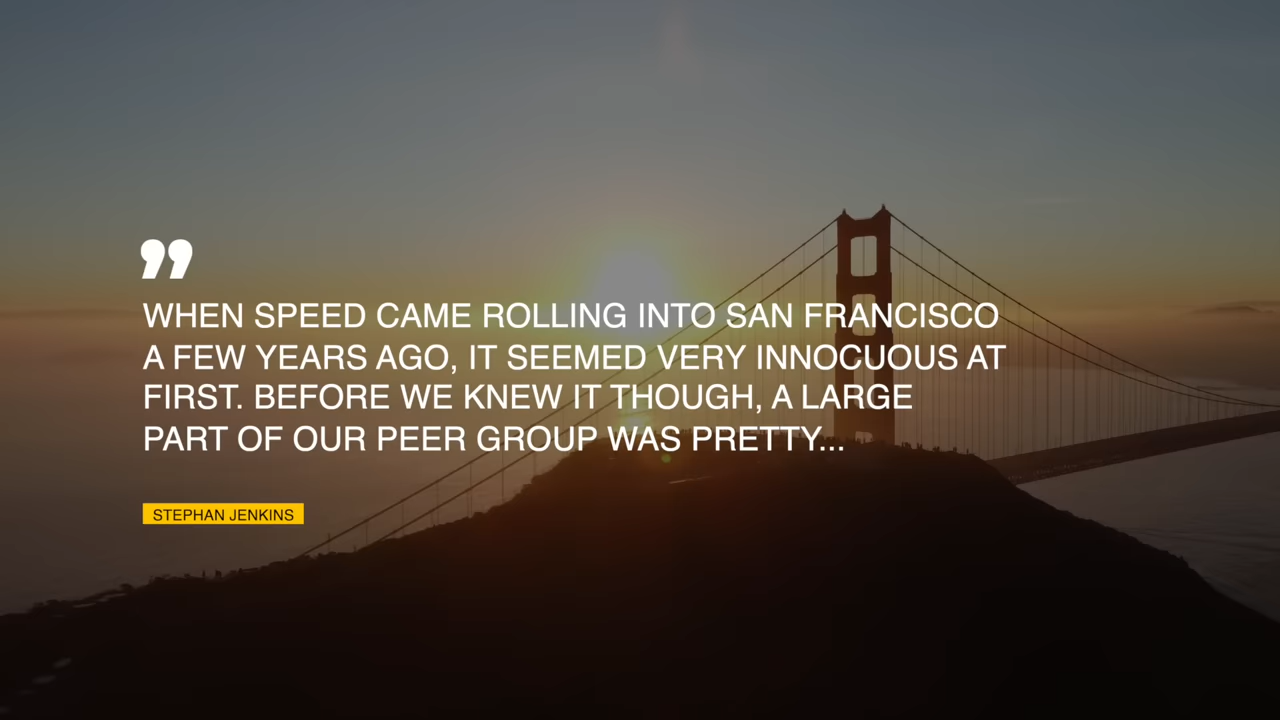 ”
WHEN SPEED CAME ROLLING INTO SAN FRANCISCO
A FEW YEARS AGO, IT SEEMED VERY INNOCUOUS AT
FIRST. BEFORE WE KNEW IT THOUGH, A LARGE
PART OF OUR PEER GROUP WAS PRETTY...
STEPHAN JENKINS